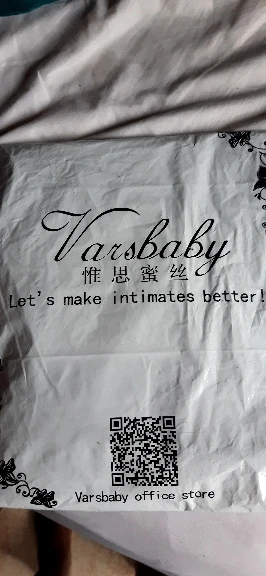 Varsbaby
惟思蜜丝
Let's make intimates better!
Varsbaby office store